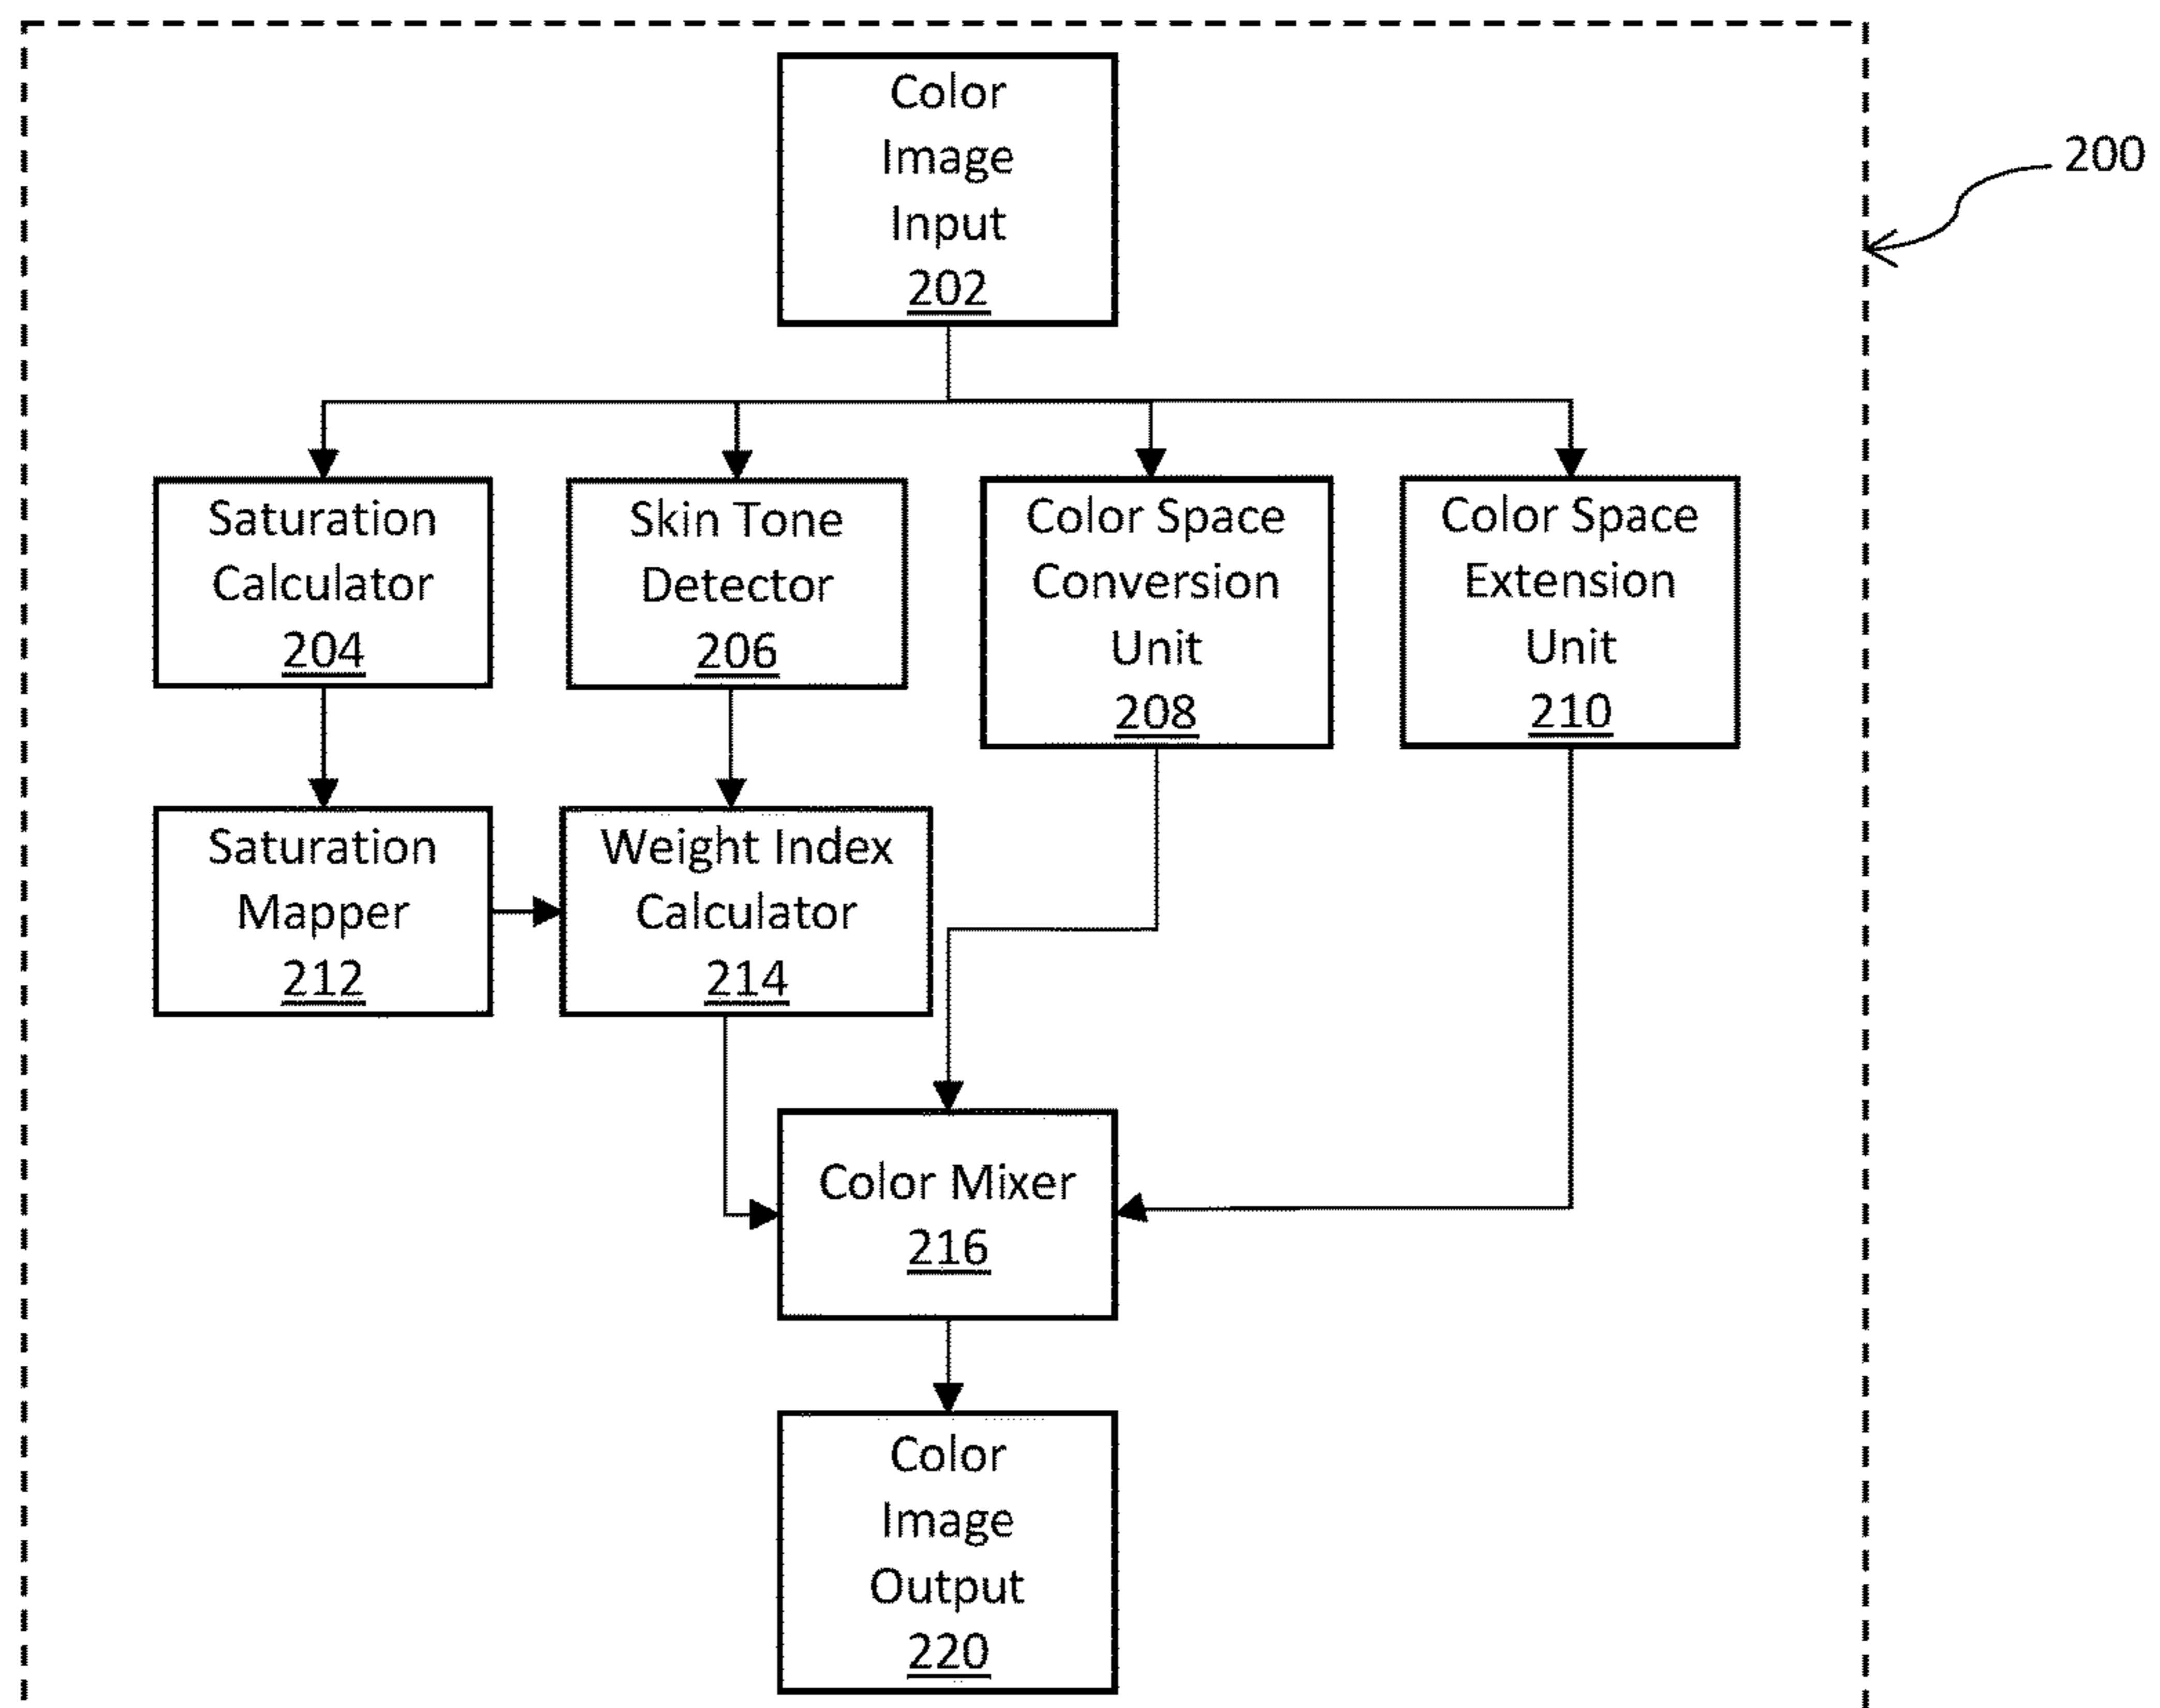 Color
Image
Input
202
200
Saturation
Calculator
204
Skin Tone
Detector
206
Color Space
Conversion
Unit
208
Color Space
Extension
Unit
210
Saturation
Mapper
212
Weight Index
Calculator
214
Color Mixer
216
Color
Image
Output
220